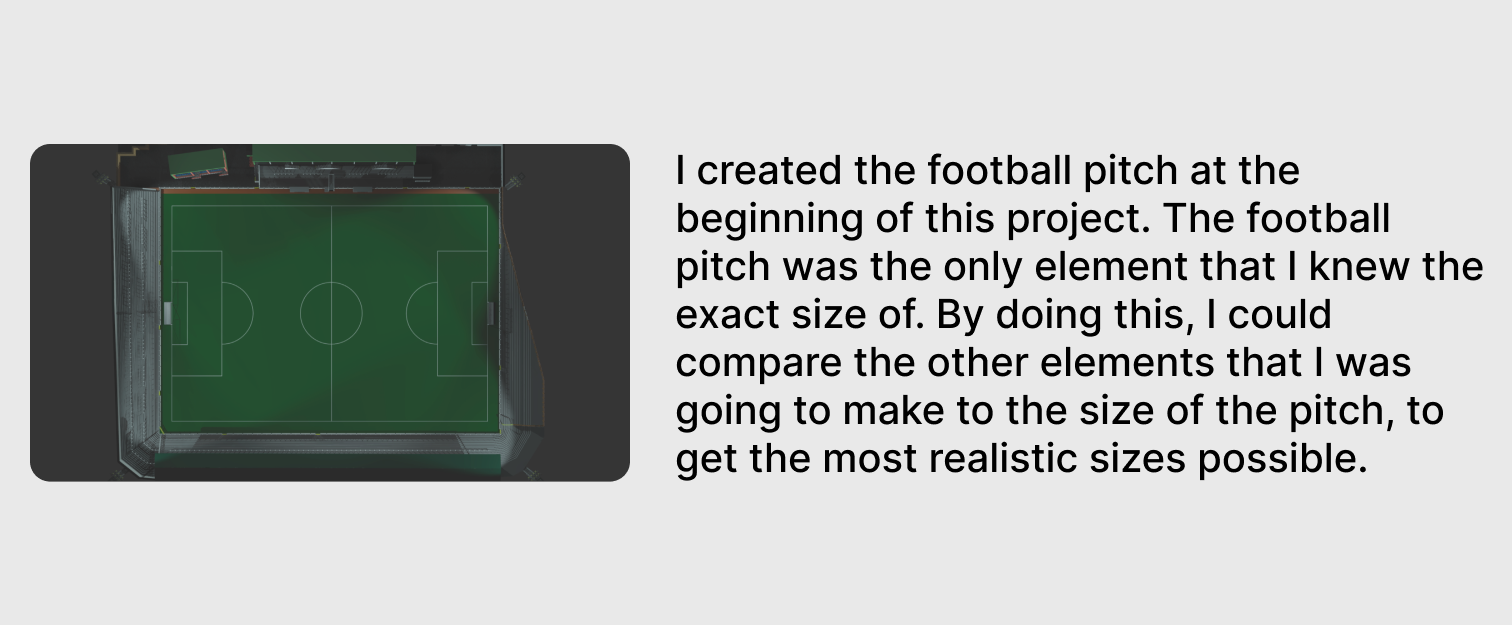 I created the football pitch at the
beginning of this project. The football
pitch was the only element that I knew the
exact size of. By doing this, I could
compare the other elements that I was
going to make to the size of the pitch, to
get the most realistic sizes possible.